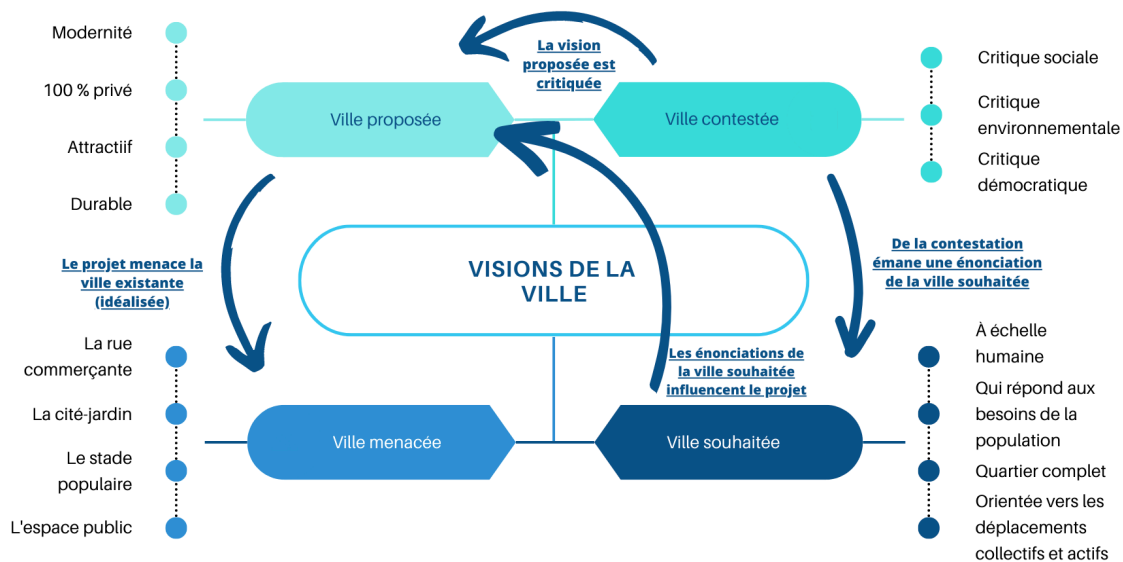 Modernité
100 % privé
Attractiif
Durable
Ville proposée
La vision
proposée est
critiquée
Ville contestée
Critique sociale
Critique
environnementale
Critique
démocratique
Le projet menace la
ville existante
(idéalisée)
VISIONS DE LA
VILLE
De la contestation
émane une énonciation
de la ville souhaitée
Les énonciations de
la ville souhaitée
influencent le projet
La rue
commerçante
La cité-jardin
Le stade
populaire
L'espace public
Ville menacée
Ville souhaitée
À échelle
humaine
Qui répond aux
besoins de la
population
Quartier complet
Orientée vers les
déplacements
collectifs et actifs